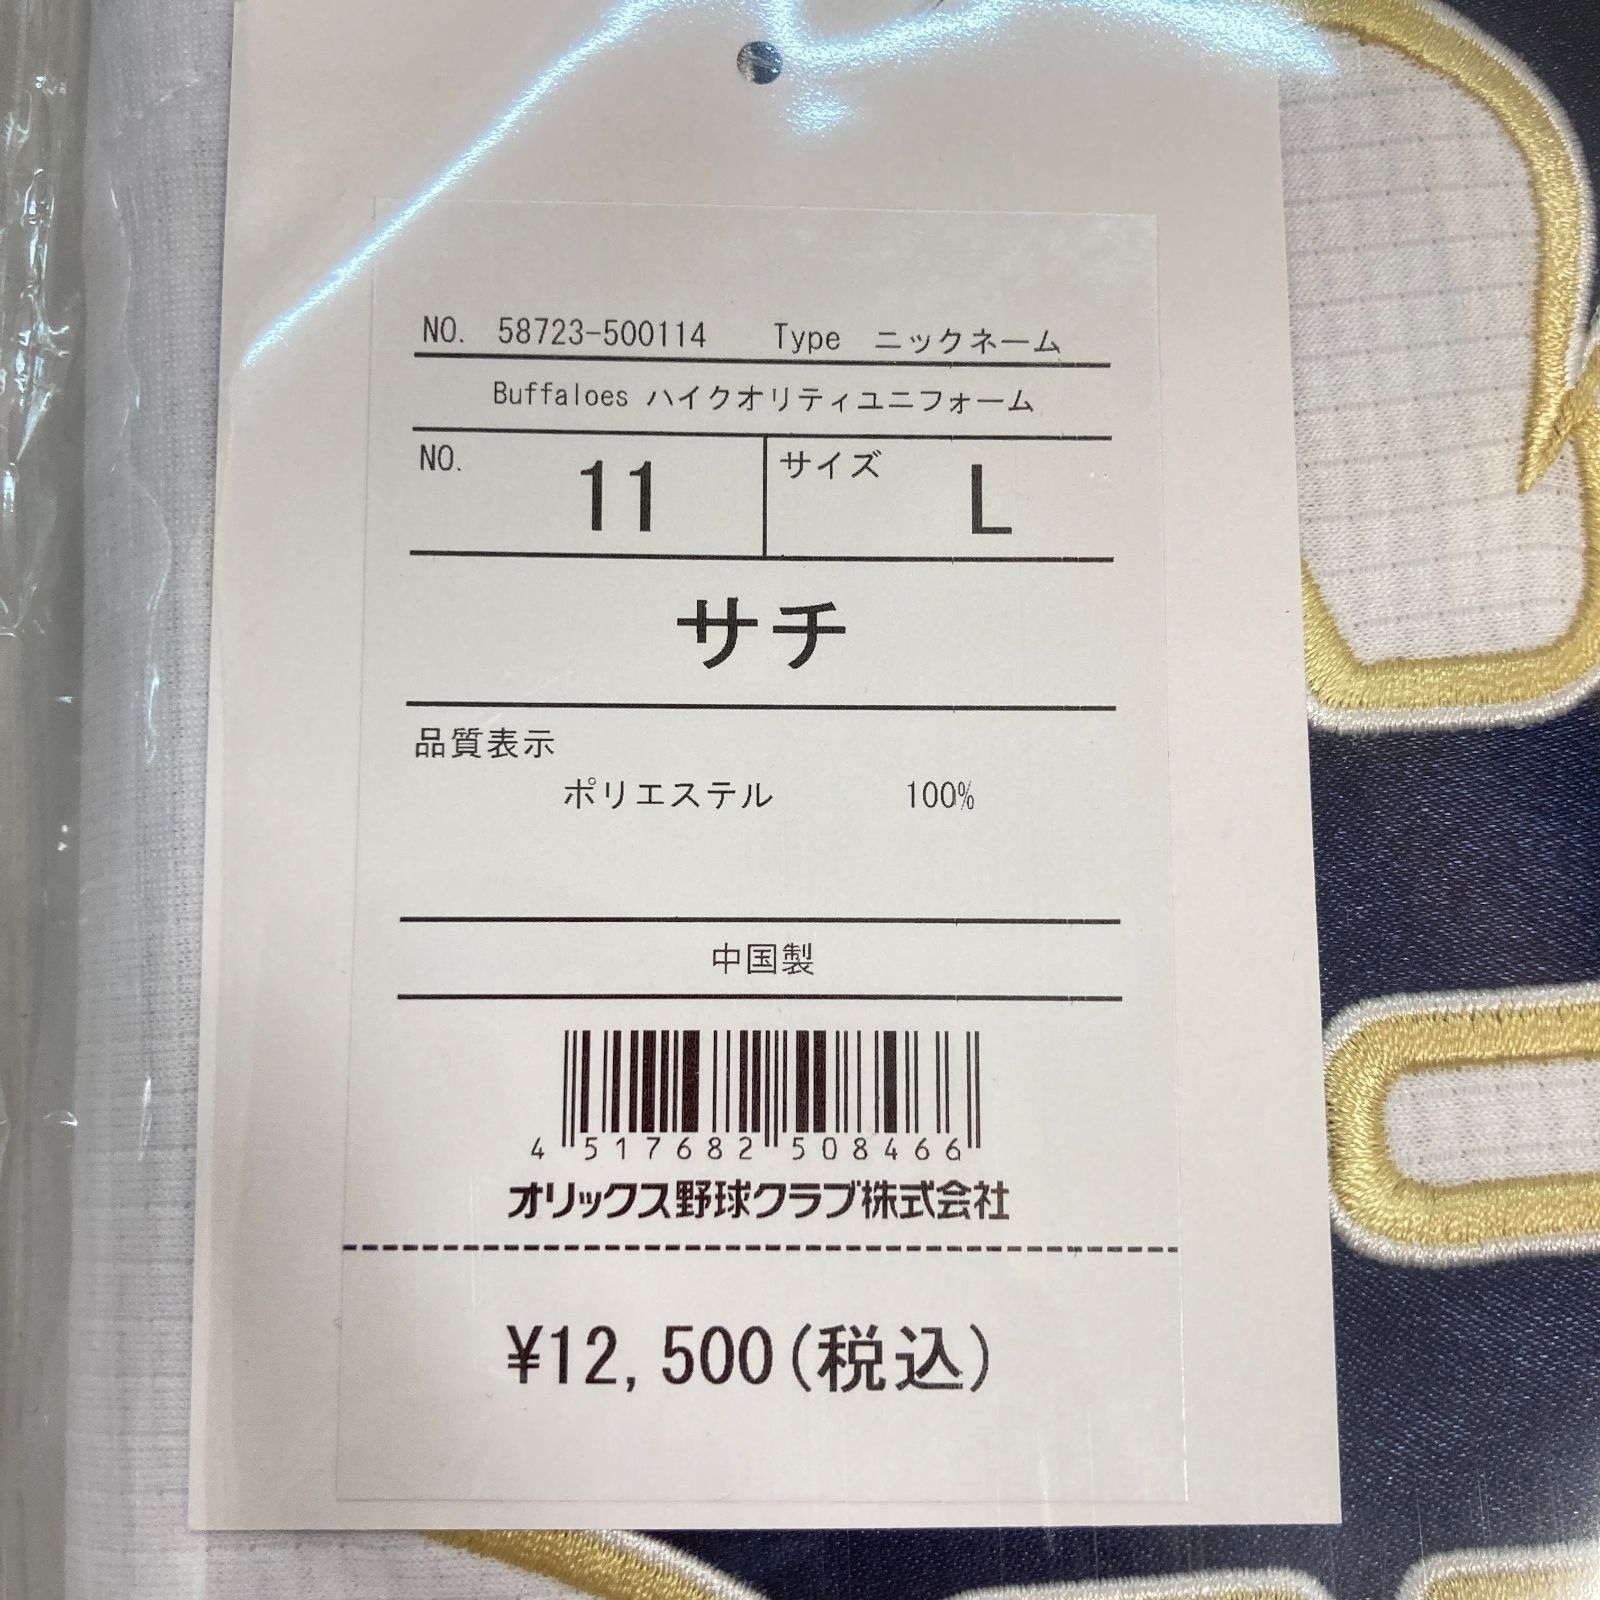 NO. 58723-500114 Type ニックネーム
Buffaloes ハイクオリティユニフォーム
NO. 11 サイズ L
サチ
品質表示
ポリエステル 100%
中国製
4 517682 508466
オリックス野球クラブ株式会社
¥12,500(税込)